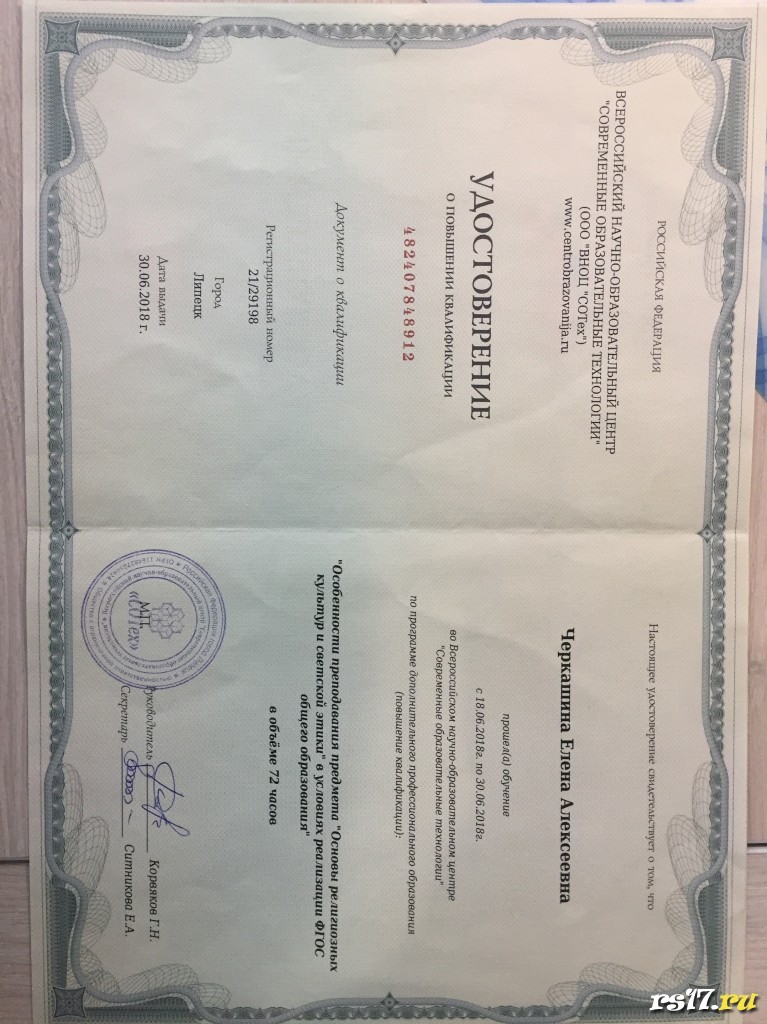 РОССИЙСКАЯ ФЕДЕРАЦИЯ
ВСЕРОССИЙСКИЙ НАУЧНО-ОБРАЗОВАТЕЛЬНЫЙ ЦЕНТР
"СОВРЕМЕННЫЕ ОБРАЗОВАТЕЛЬНЫЕ ТЕХНОЛОГИИ"
(ООО "ВНОЦ "СОТех")
www.centrobrazovanija.ru
УДОСТОВЕРЕНИЕ
О ПОВЫШЕНИИ КВАЛИФИКАЦИИ
482407848912
Документ о квалификации
Регистрационный номер
21/29198
Город
Липецк
Дата выдачи
30.06.2018 г.
Настоящее удостоверение свидетельствует о том, что
Черкашина Елена Алексеевна
прошел(а) обучение
с 18.06.2018г. по 30.06.2018г.
во Всероссийском научно-образовательном центре
"Современные образовательные технологии"
по программе дополнительного профессионального образования
(повышение квалификации):
"Особенности преподавания предмета "Основы религиозных
культур и светской этики" в условиях реализации ФГОС
общего образования"
в объёме 72 часов
М.П.
«СОТех»
Руководитель Корвяков Г.Н.
Секретарь Ситникова Е.А.
rs17.ru